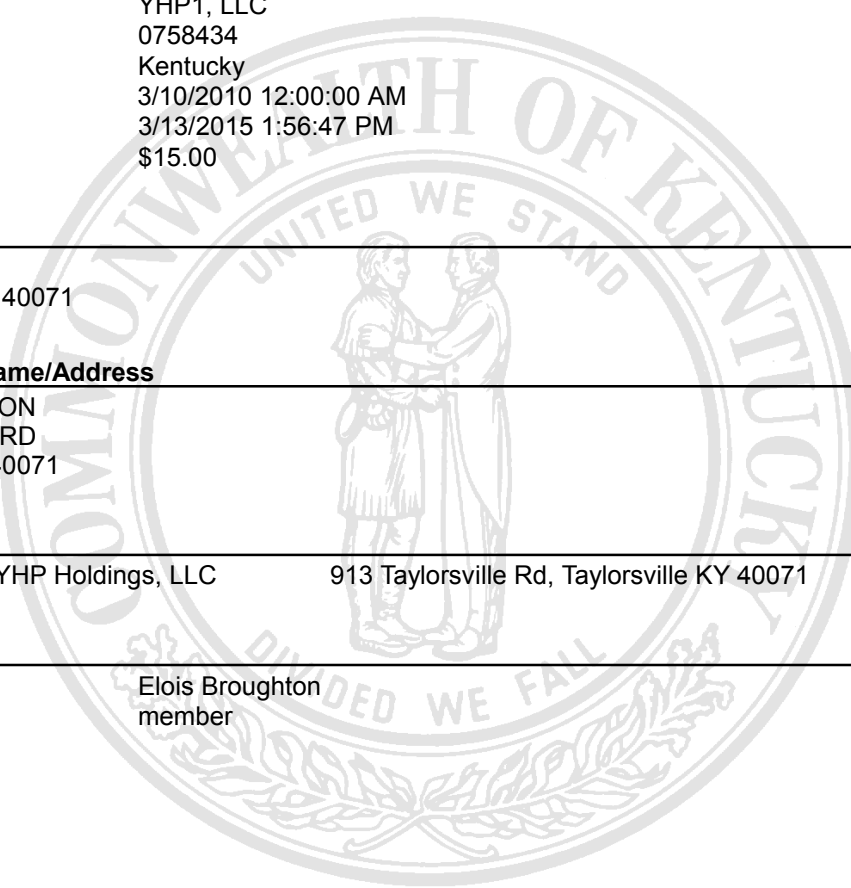 YHP1, LLC
0758434
Kentucky
3/10/2010 12:00:00 AM
3/13/2015 1:56:47 PM
$15.00
40071
ame/Address
ON
RD
40071
YHP Holdings, LLC 913 Taylorsville Rd, Taylorsville KY 40071
Elois Broughton
member
COMMONWEALTH OF KENTUCKY
UNITED WE STAND
DIVIDED WE FALL